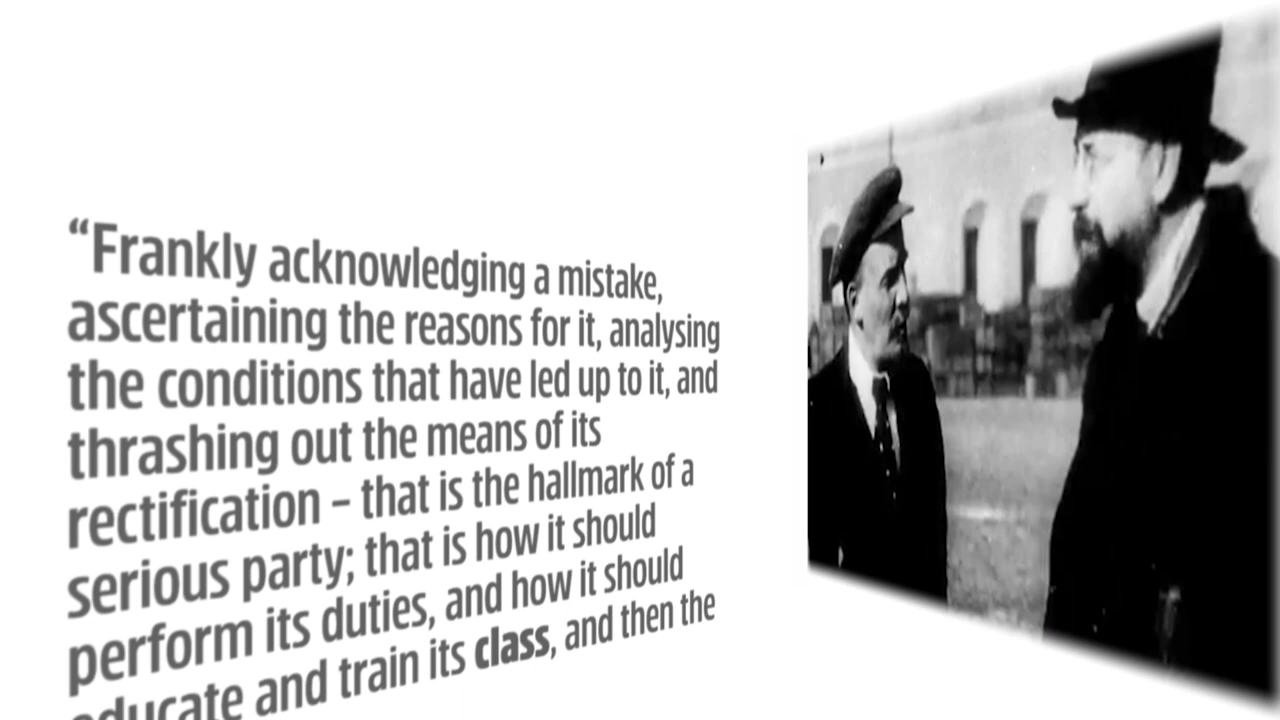 “Frankly acknowledging a mistake,
ascertaining the reasons for it, analysing
the conditions that have led up to it, and
thrashing out the means of its
rectification – that is the hallmark of a
serious party; that is how it should
perform its duties, and how it should
educate and train its class, and then the